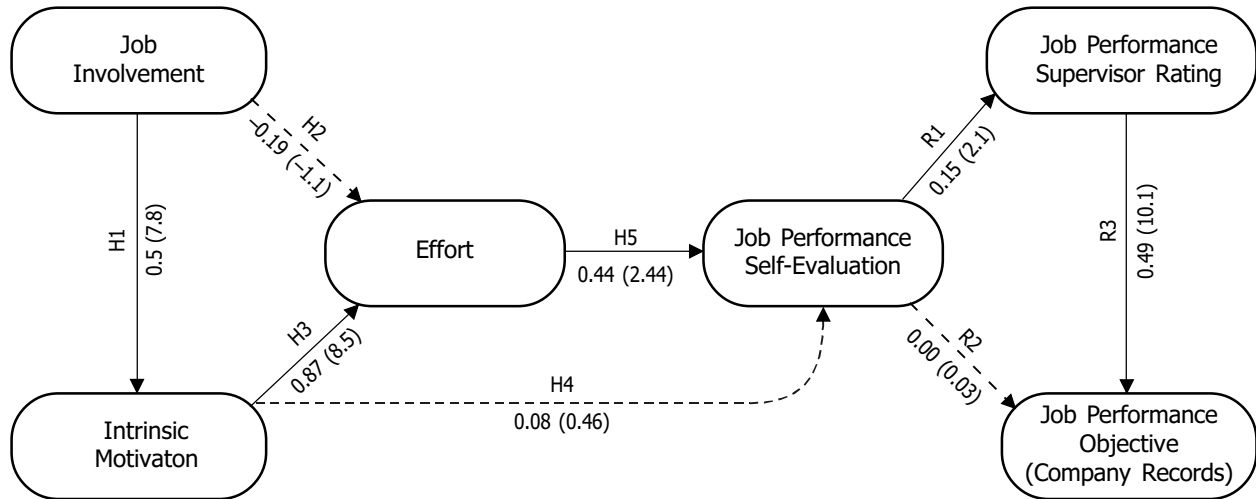 Job
Involvement
Job Performance
Supervisor Rating
H2
–0.19 (–1.1)
R1
0.15 (2.1)
H1
0.5 (7.8)
Effort
H5
0.44 (2.44)
Job Performance
Self-Evaluation
R3
0.49 (10.1)
H3
0.87 (8.5)
H4
0.08 (0.46)
R2
0.00 (0.03)
Intrinsic
Motivaton
Job Performance
Objective
(Company Records)